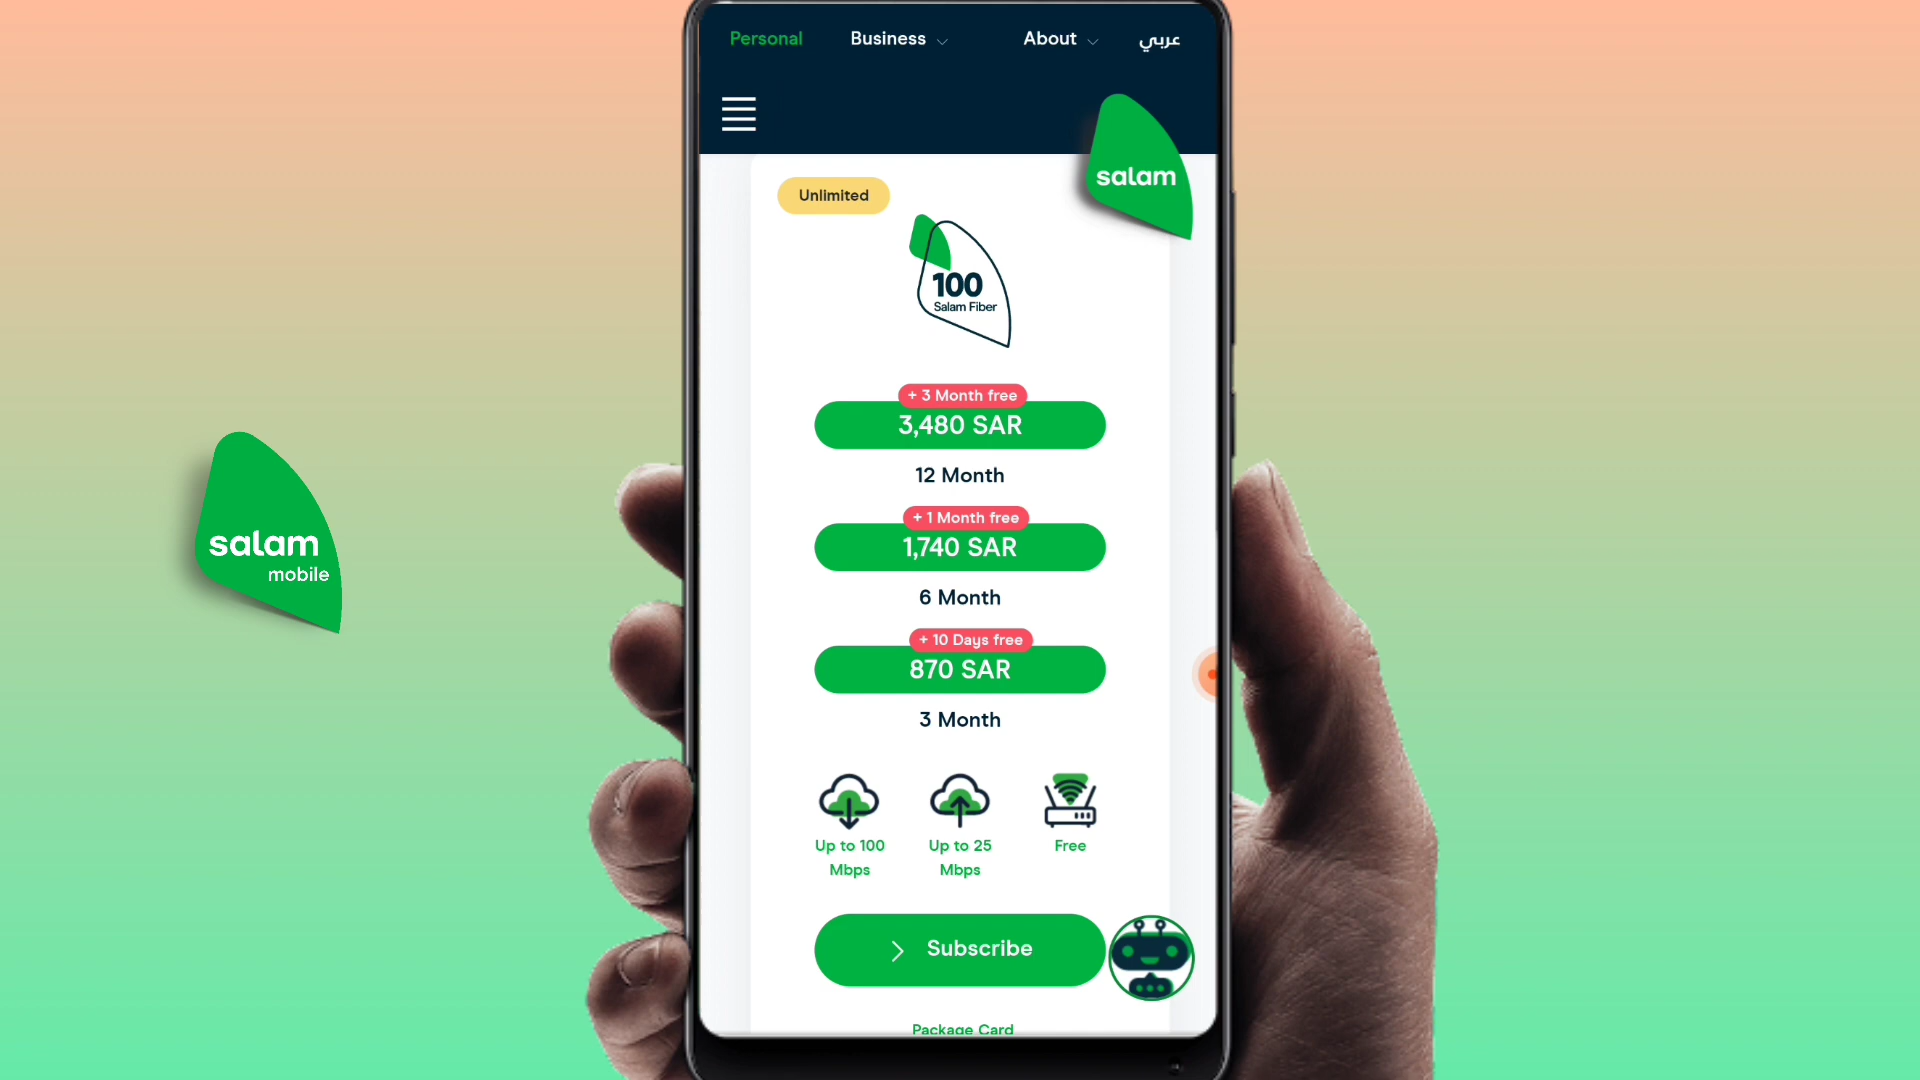 Personal
Business
About
عربي
salam
Unlimited
100
Salam Fiber
+ 3 Month free
3,480 SAR
12 Month
+ 1 Month free
1,740 SAR
6 Month
+ 10 Days free
870 SAR
3 Month
Up to 100
Mbps
Up to 25
Mbps
Free
Subscribe
Package Card
salam
mobile